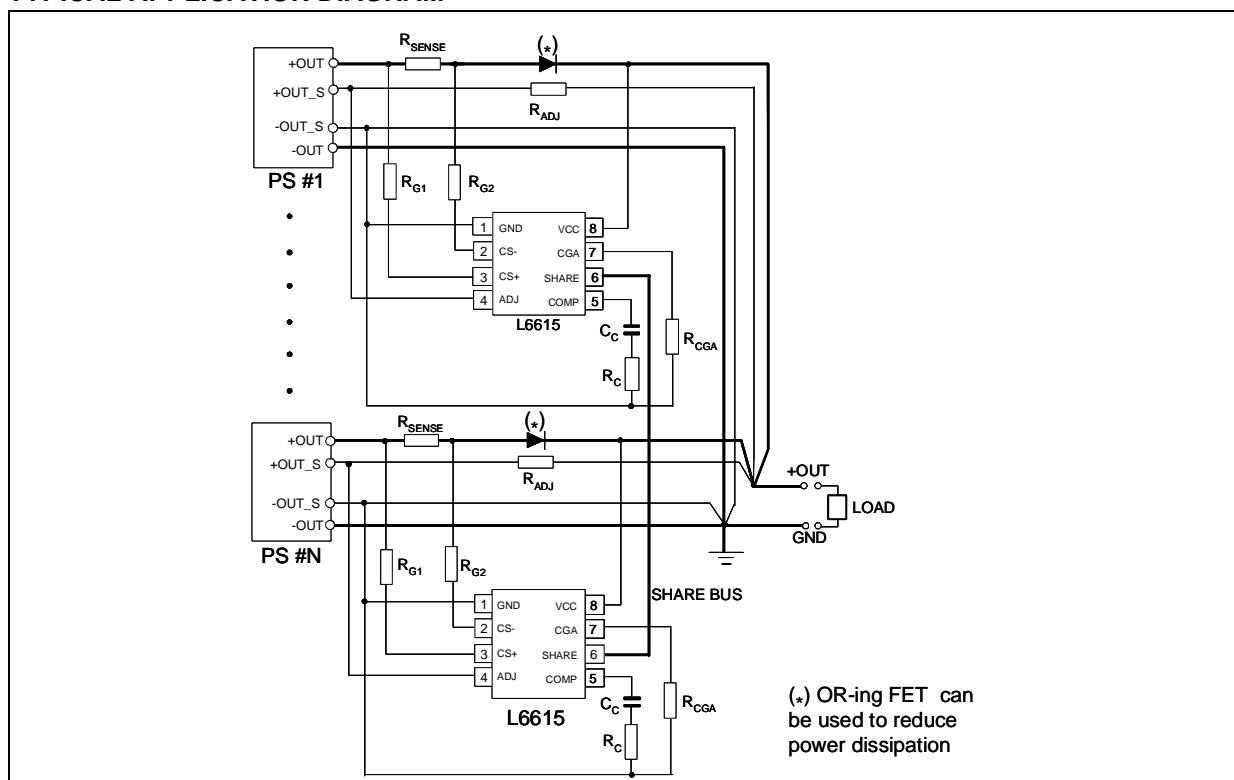 R_SENSE
(*)
+OUT
+OUT_S
R_ADJ
-OUT_S
-OUT
PS #1
R_G1
R_G2
1 GND VCC 8
2 CS- CGA 7
3 CS+ SHARE 6
4 ADJ COMP 5
L6615
C_C
R_CGA
R_C
R_SENSE
(*)
+OUT
+OUT_S
R_ADJ
+OUT
-OUT_S
LOAD
-OUT
GND
PS #N
R_G1
R_G2
SHARE BUS
1 GND VCC 8
2 CS- CGA 7
3 CS+ SHARE 6
4 ADJ COMP 5
L6615
C_C
R_CGA
R_C
(*) OR-ing FET can
be used to reduce
power dissipation